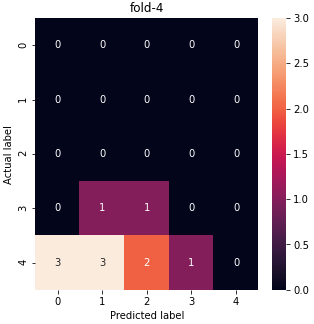 fold-4
Actual label
0 0 0 0 0 0
1 0 0 0 0 0
2 0 0 0 0 0
3 0 1 1 0 0
4 3 3 2 1 0
0 1 2 3 4
Predicted label
3.0
2.5
2.0
1.5
1.0
0.5
0.0